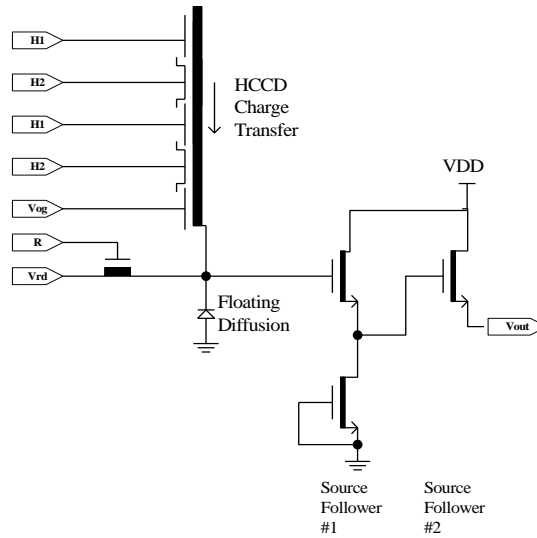 H1
H2
H1
H2
Vog
R
Vrd
HCCD
Charge
Transfer
VDD
Floating
Diffusion
Vout
Source
Follower
#1
Source
Follower
#2